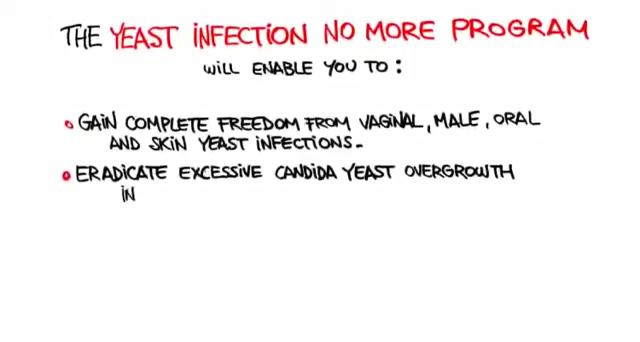 THE YEAST INFECTION NO MORE PROGRAM
WILL ENABLE YOU TO:
GAIN COMPLETE FREEDOM FROM VAGINAL, MALE, ORAL
AND SKIN YEAST INFECTIONS.
ERADICATE EXCESSIVE CANDIDA YEAST OVERGROWTH
IN